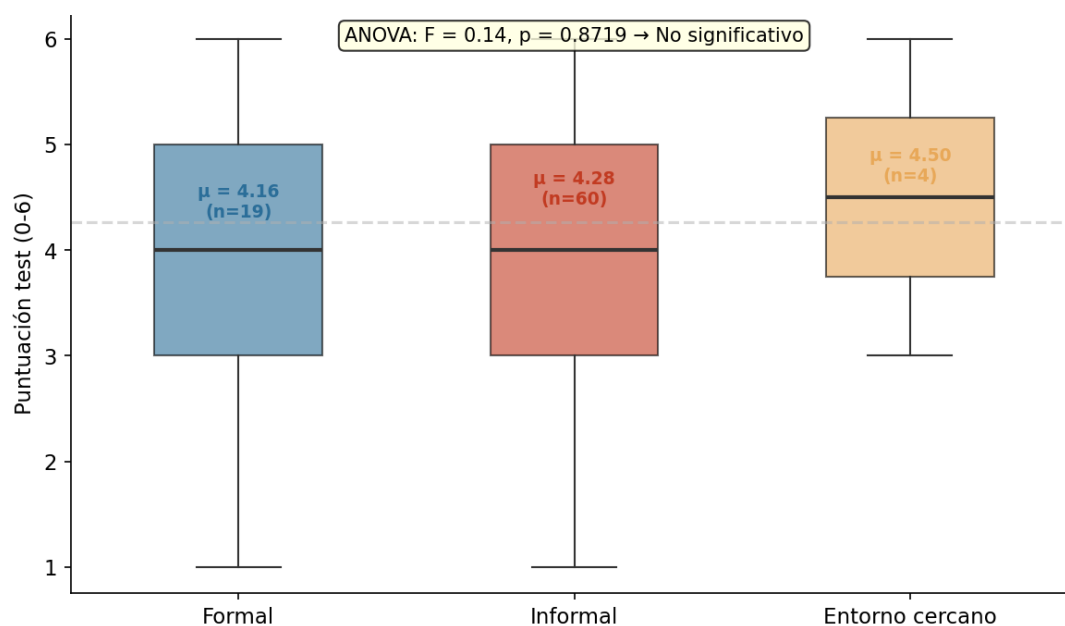 ANOVA: F = 0.14, p = 0.8719 → No significativo
Puntuación test (0-6)
6
5
4
3
2
1
μ = 4.16
(n=19)
μ = 4.28
(n=60)
μ = 4.50
(n=4)
Formal
Informal
Entorno cercano